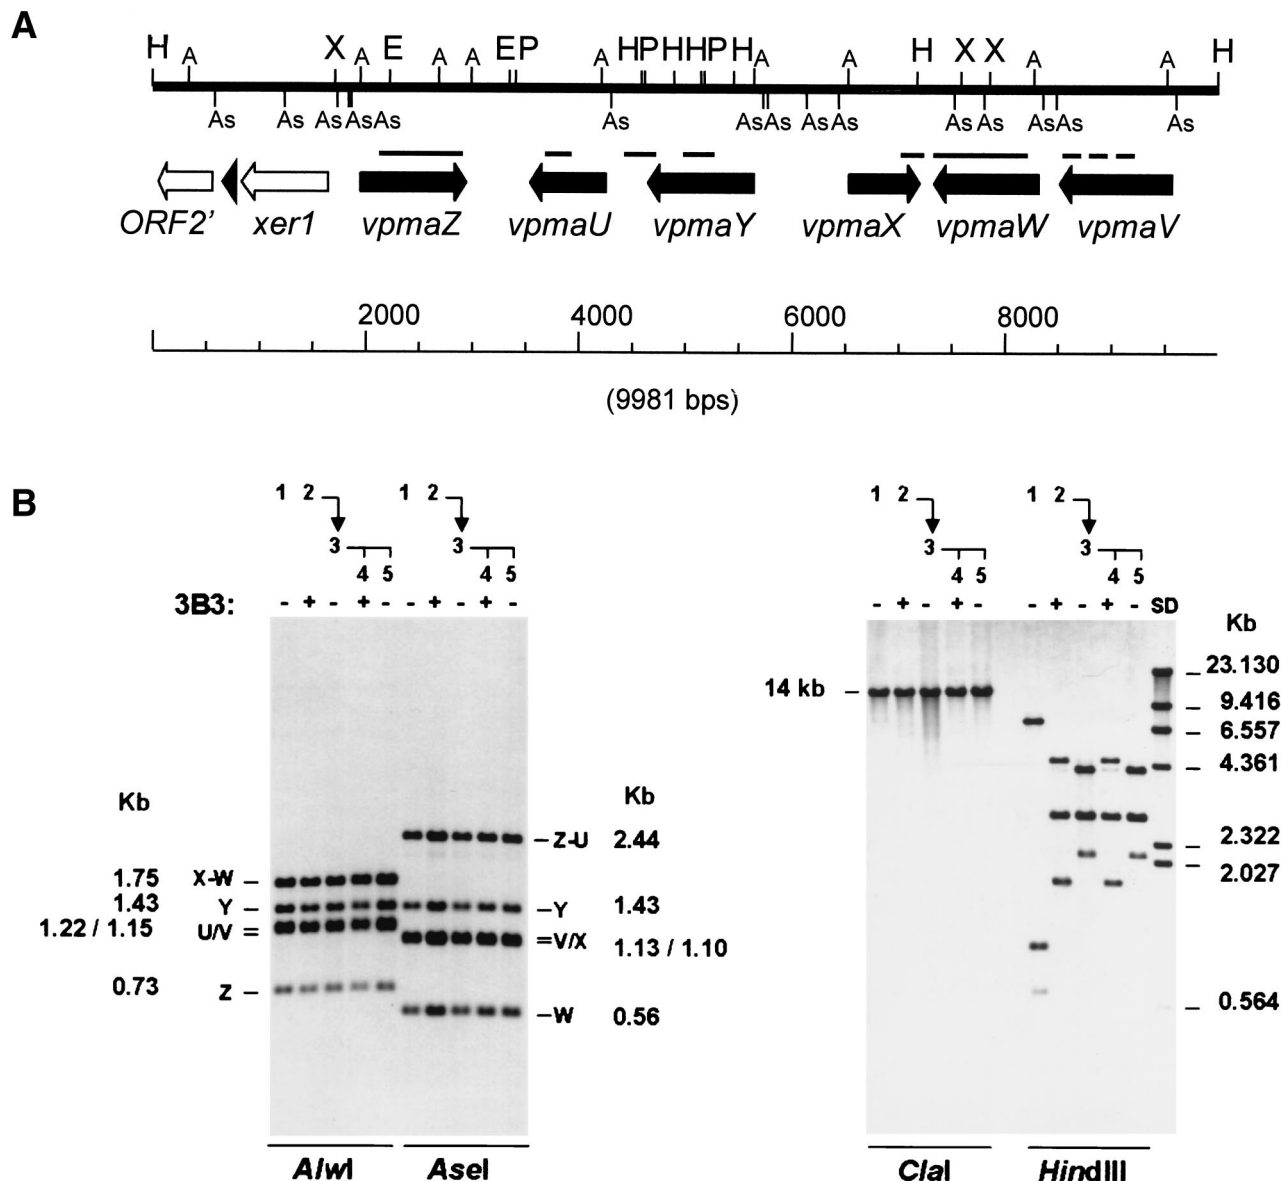 A
H A X A E A A E P A H P H H P H A A H X X A A H
As As As As As As As As As As As As As As As
ORF2' xer1 vpmaZ vpmaU vpmaY vpmaX vpmaW vpmaV
2000 4000 6000 8000
(9981 bps)
B
1 2 1 2 1 2 1 2
3 3 3 3
4 5 4 5 4 5 4 5
3B3: - + - + - - + - + - - + - + - - + - + - SD
Kb
23.130
14 kb
9.416
6.557
4.361
Kb Kb
Z-U 2.44
2.322
1.75 X-W
2.027
1.43 Y
Y 1.43
1.22 / 1.15 U/V
V/X 1.13 / 1.10
0.73 Z
0.564
W 0.56
AlwI AseI ClaI HindIII